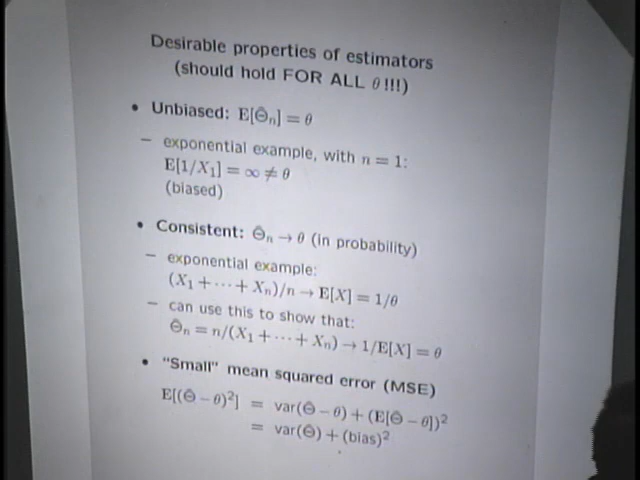 Desirable properties of estimators
(should hold FOR ALL θ !!!)
• Unbiased: E[Θ̂ₙ] = θ
– exponential example, with n = 1:
E[1/X₁] = ∞ ≠ θ
(biased)
• Consistent: Θ̂ₙ → θ (in probability)
– exponential example:
(X₁ + ··· + Xₙ)/n → E[X] = 1/θ
– can use this to show that:
Θ̂ₙ = n/(X₁ + ··· + Xₙ) → 1/E[X] = θ
• "Small" mean squared error (MSE)
E[(Θ̂ − θ)²] = var(Θ̂ − θ) + (E[Θ̂ − θ])²
= var(Θ̂) + (bias)²